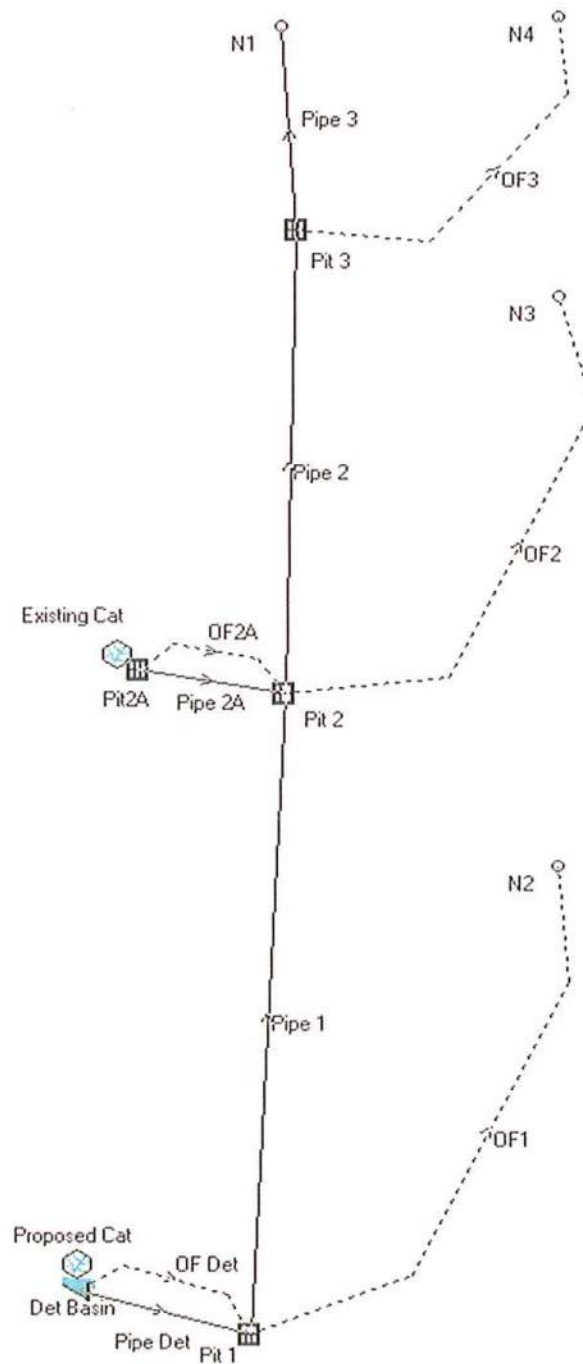 N1
N4
Pipe 3
OF3
Pit 3
N3
Pipe 2
OF2
Existing Cat
OF2A
Pit2A
Pipe 2A
Pit 2
N2
Pipe 1
OF1
Proposed Cat
OF Det
Det Basin
Pipe Det
Pit 1